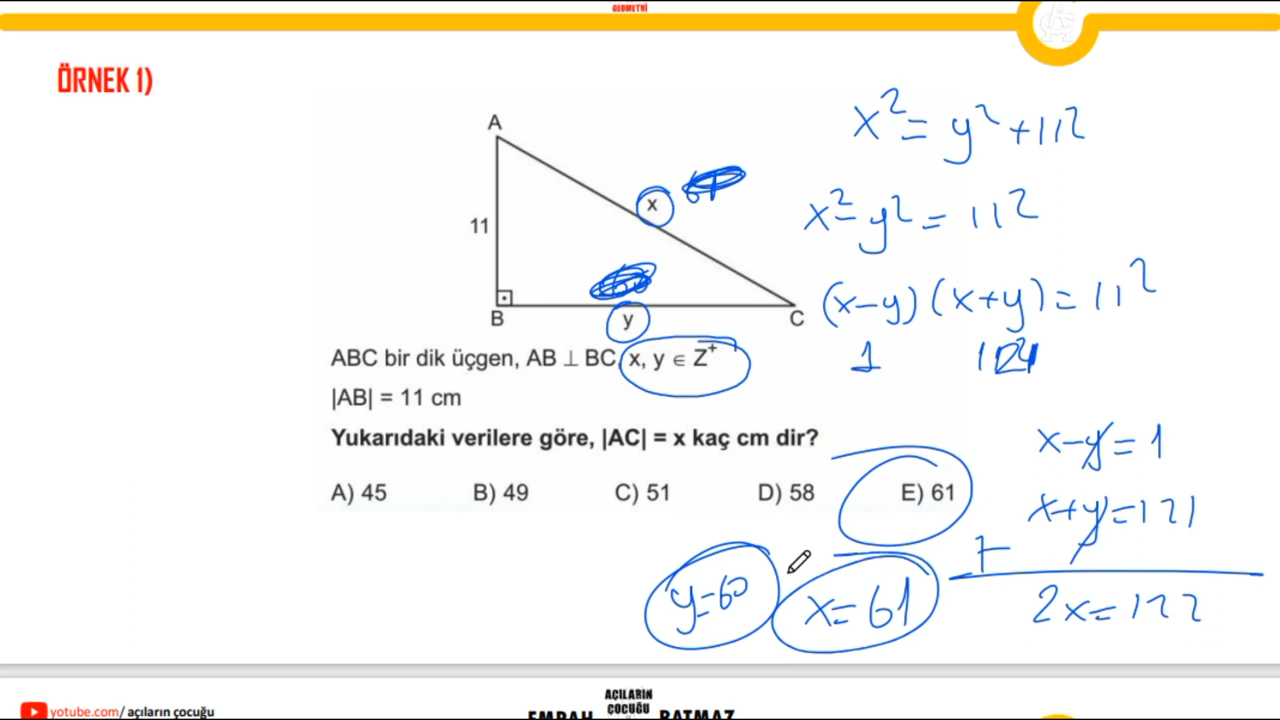 GEOMETRİ
ÖRNEK 1)
A
x
11
B
y
C
ABC bir dik üçgen, AB ⊥ BC, x, y ∈ Z⁺
|AB| = 11 cm
Yukarıdaki verilere göre, |AC| = x kaç cm dir?
A) 45 B) 49 C) 51 D) 58 E) 61
x² = y² + 11²
x² - y² = 11²
(x-y) (x+y) = 11²
1 121
x-y = 1
x+y = 121
+
2x = 122
y=60
x=61
yotube.com/ açıların çocuğu
AÇILARIN
ÇOCUĞU
EMRAH BATMAZ